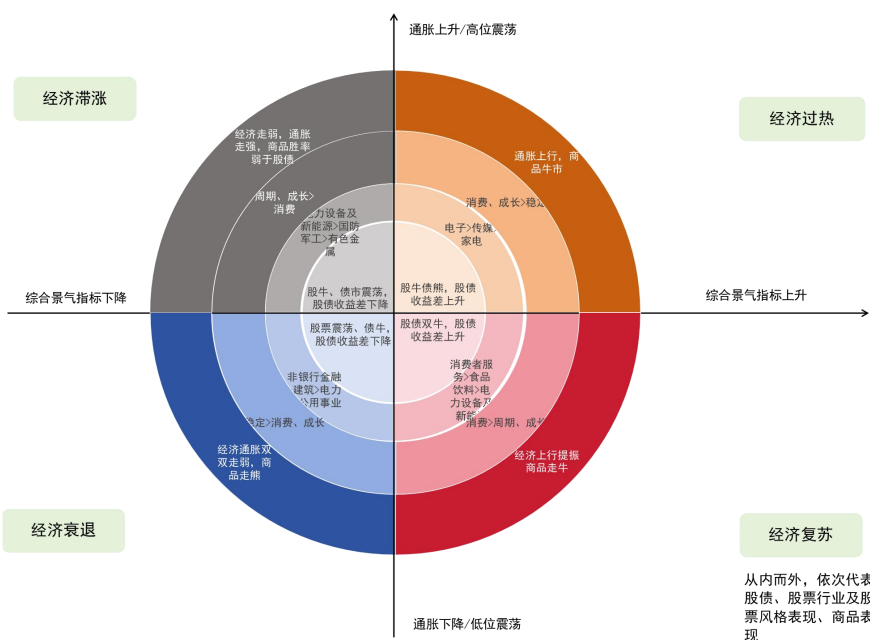 通胀上升/高位震荡
经济滞涨
经济过热
经济走弱，通胀
走强，商品胜率
弱于股债
通胀上行，商
品牛市
周期、成长>
消费
消费、成长>稳定
电力设备及
新能源>国防
军工>有色金
属
电子>传媒>
家电
股牛、债市震荡，
股债收益差下降
股牛债熊，股债
收益差上升
综合景气指标下降
综合景气指标上升
股票震荡、债牛，
股债收益差下降
股债双牛，股债
收益差上升
非银行金融
建筑>电力
公用事业
消费者服
务>食品
饮料>电
力设备及
新能
稳定>消费、成长
消费>周期、成长
经济通胀双
双走弱，商
品走熊
经济上行提振
商品走牛
经济衰退
经济复苏
从内而外，依次代表
股债、股票行业及股
票风格表现、商品表
现
通胀下降/低位震荡